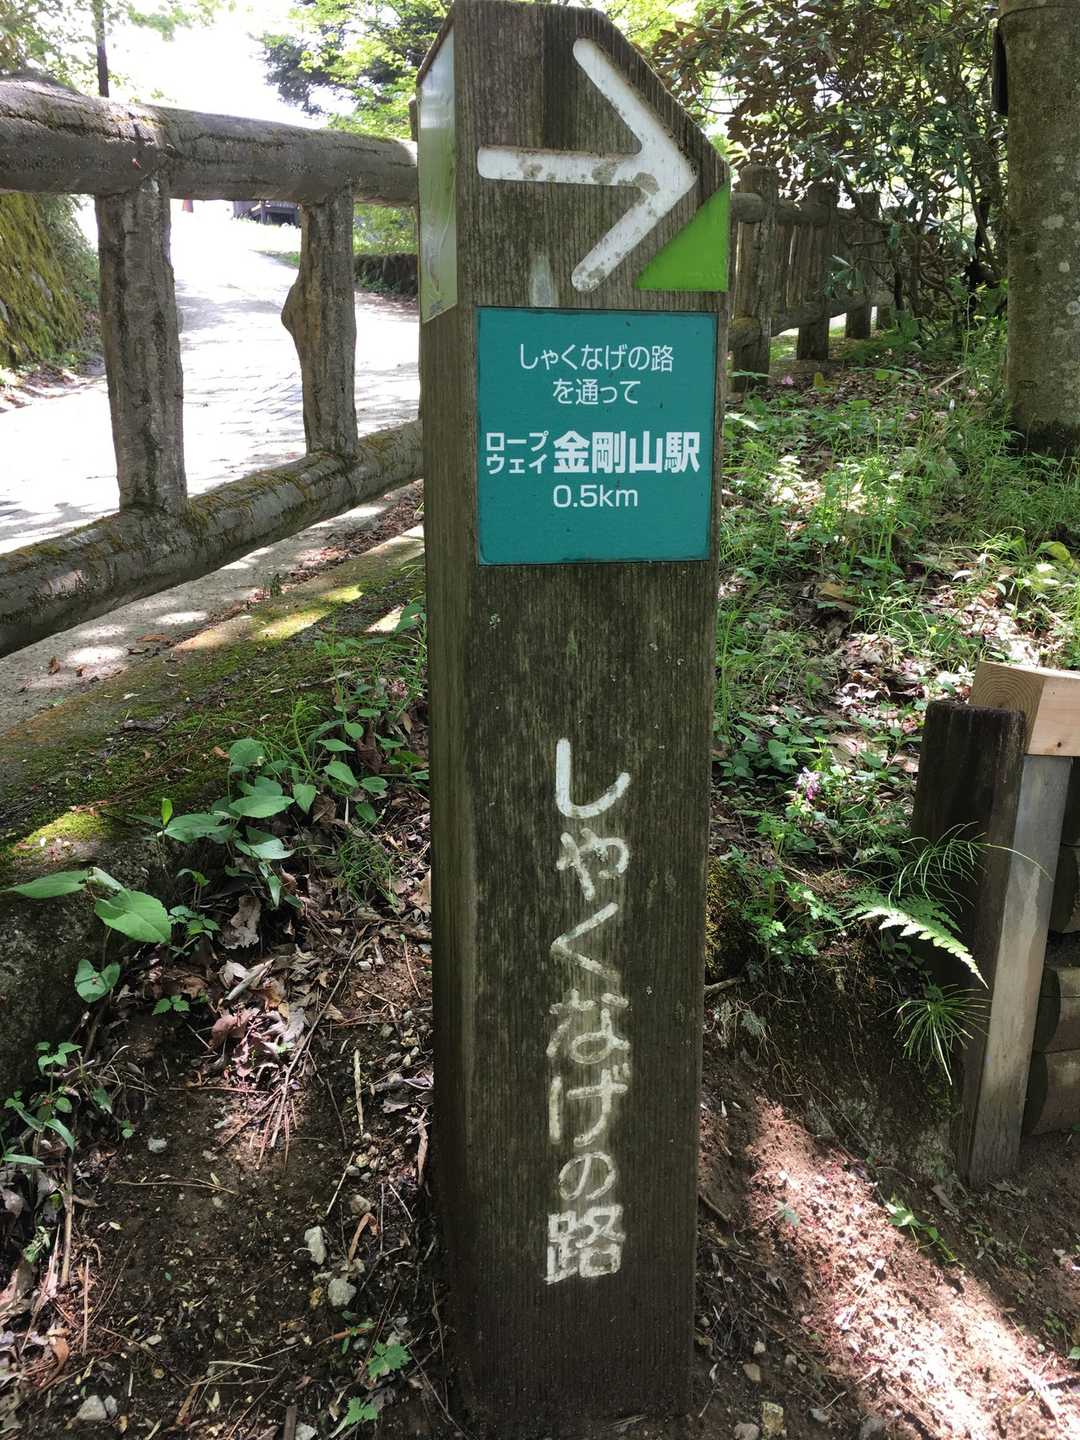 しゃくなげの路
を通って
ロープウェイ 金剛山駅
0.5km
しゃくなげの路